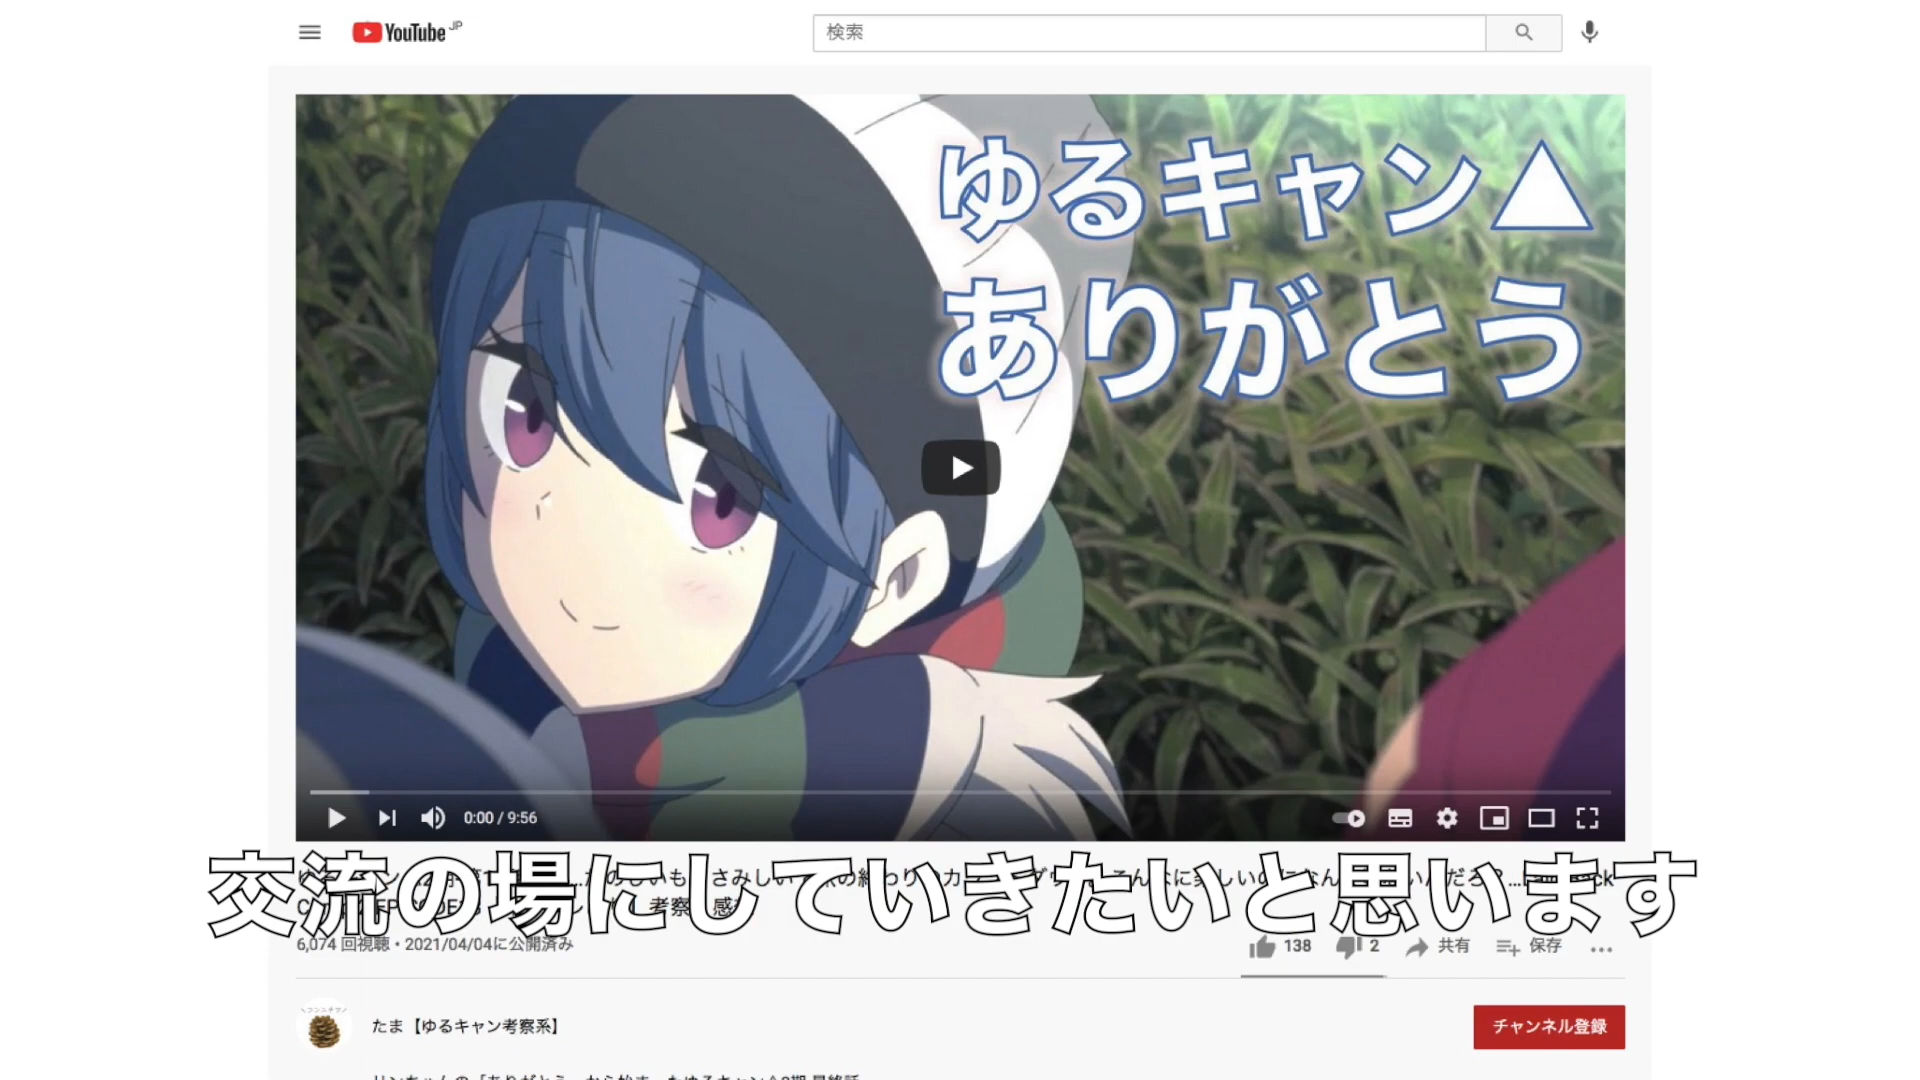 YouTube JP
検索
ゆるキャン▲
ありがとう
0:00 / 9:56
交流の場にしていきたいと思います
6,074 回視聴・2021/04/04に公開済み
138
2
共有
保存
たま【ゆるキャン考察系】
チャンネル登録